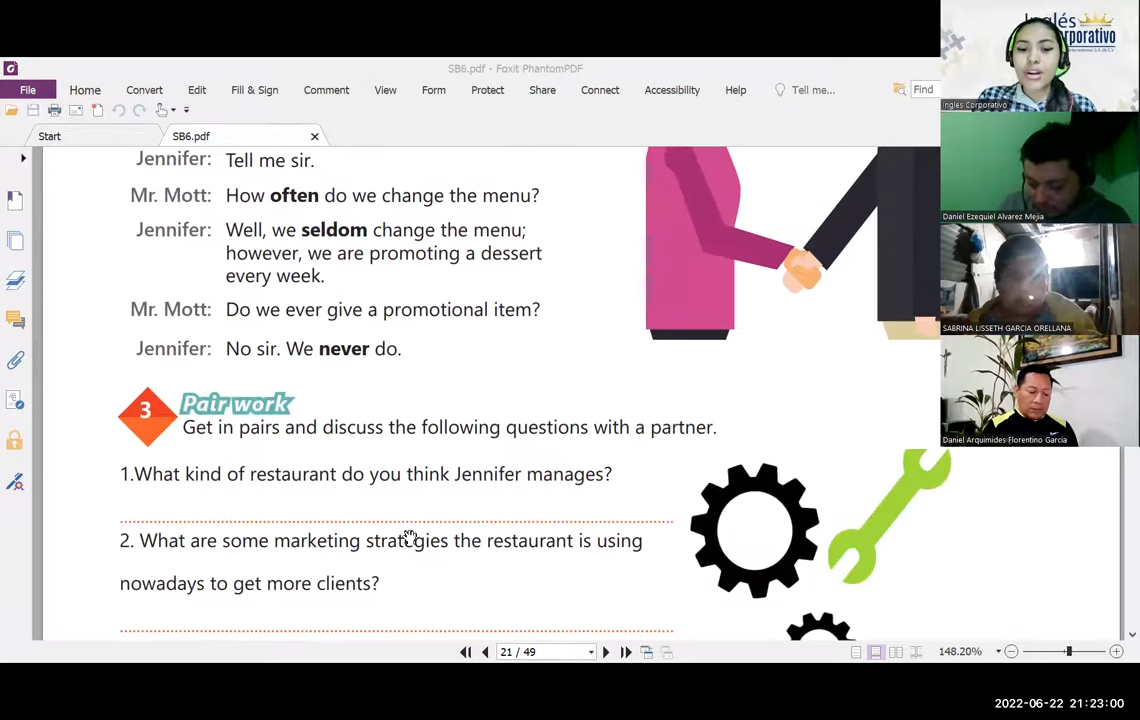 Inglés
Corporativo
International S.A. de C.V.
Ingles Corporativo
SB6.pdf - Foxit PhantomPDF
File Home Convert Edit Fill & Sign Comment View Form Protect Share Connect Accessibility Help Tell me... Find
Start SB6.pdf
Jennifer: Tell me sir.
Mr. Mott: How often do we change the menu?
Jennifer: Well, we seldom change the menu;
however, we are promoting a dessert
every week.
Mr. Mott: Do we ever give a promotional item?
Jennifer: No sir. We never do.
3 Pair work
Get in pairs and discuss the following questions with a partner.
1.What kind of restaurant do you think Jennifer manages?
2. What are some marketing strategies the restaurant is using
nowadays to get more clients?
Daniel Ezequiel Alvarez Mejia
SABRINA LISSETH GARCIA ORELLANA
Daniel Arquimides Florentino Garcia
21 / 49
148.20%
2022-06-22 21:23:00